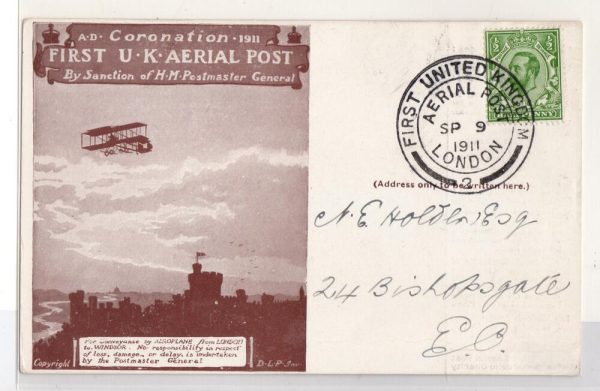 A·D· Coronation · 1911
FIRST U·K·AERIAL POST
By Sanction of H·M·Postmaster General
For Conveyance by AEROPLANE from LONDON
to WINDSOR. No responsibility in respect
of loss, damage, or delay, is undertaken
by the Postmaster General
Copyright
D·L·P·Inv
FIRST UNITED KINGDOM
AERIAL POST
SP 9
1911
LONDON
2
(Address only to be written here.)
N. E. Holden Esq
24 Bishopsgate
E.C.